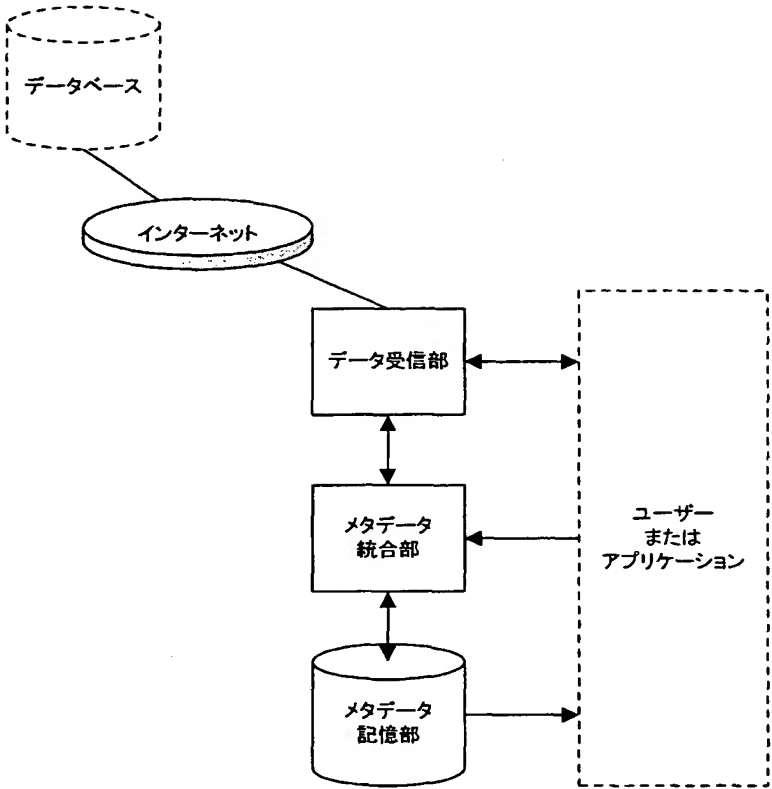 データベース
インターネット
データ受信部
メタデータ
統合部
ユーザー
または
アプリケーション
メタデータ
記憶部